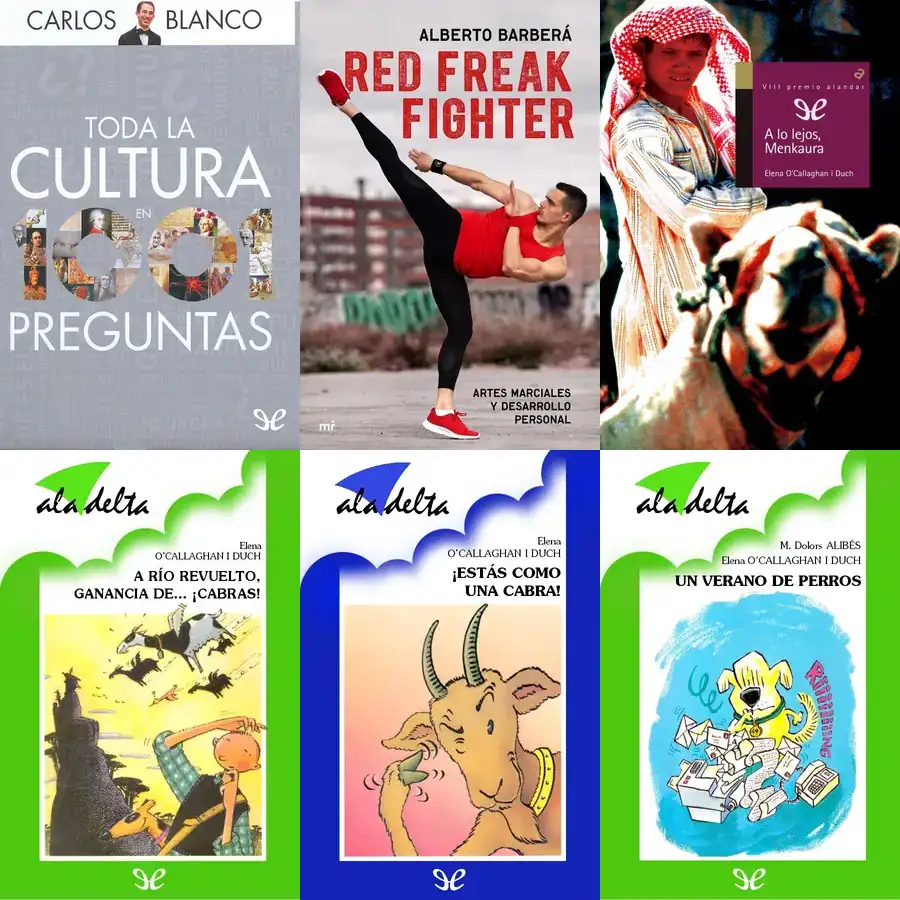 CARLOS BLANCO
TODA LA
CULTURA
EN
1001
PREGUNTAS
ALBERTO BARBERÁ
RED FREAK
FIGHTER
ARTES MARCIALES
Y DESARROLLO
PERSONAL
mr
VIII premio alandar
A lo lejos,
Menkaura
Elena O'Callaghan i Duch
ala delta
Elena
O'CALLAGHAN I DUCH
A RÍO REVUELTO,
GANANCIA DE... ¡CABRAS!
ala delta
Elena
O'CALLAGHAN I DUCH
¡ESTÁS COMO
UNA CABRA!
ala delta
M. Dolors ALIBÉS
Elena O'CALLAGHAN I DUCH
UN VERANO DE PERROS